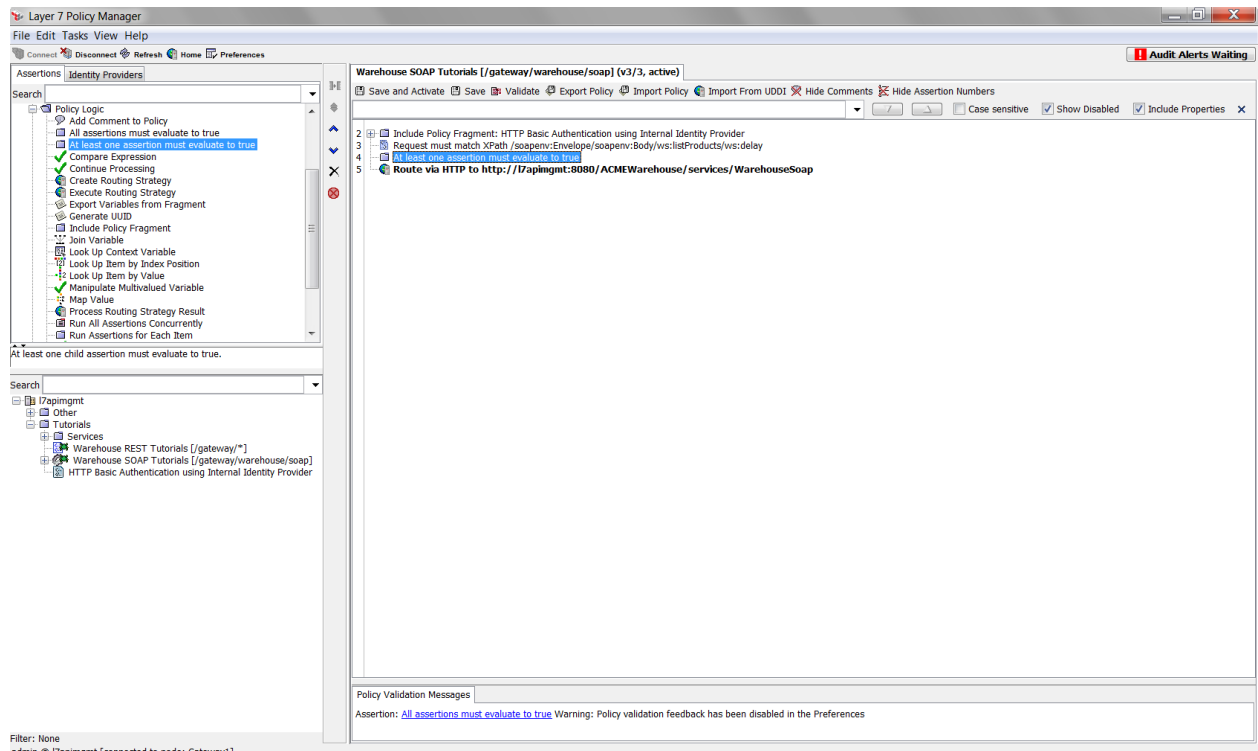 Layer 7 Policy Manager
File Edit Tasks View Help
Connect Disconnect Refresh Home Preferences
Audit Alerts Waiting
Assertions Identity Providers
Search
Policy Logic
Add Comment to Policy
All assertions must evaluate to true
At least one assertion must evaluate to true
Compare Expression
Continue Processing
Create Routing Strategy
Execute Routing Strategy
Export Variables from Fragment
Generate UUID
Include Policy Fragment
Join Variable
Look Up Context Variable
Look Up Item by Index Position
Look Up Item by Value
Manipulate Multivalued Variable
Map Value
Process Routing Strategy Result
Run All Assertions Concurrently
Run Assertions for Each Item
At least one child assertion must evaluate to true.
Search
l7apimgmt
Other
Tutorials
Services
Warehouse REST Tutorials [/gateway/*]
Warehouse SOAP Tutorials [/gateway/warehouse/soap]
HTTP Basic Authentication using Internal Identity Provider
Filter: None
admin @ l7apimgmt [connected to node: Gateway1]
Warehouse SOAP Tutorials [/gateway/warehouse/soap] (v3/3, active)
Save and Activate Save Validate Export Policy Import Policy Import From UDDI Hide Comments Hide Assertion Numbers
Case sensitive Show Disabled Include Properties X
2 Include Policy Fragment: HTTP Basic Authentication using Internal Identity Provider
3 Request must match XPath /soapenv:Envelope/soapenv:Body/ws:listProducts/ws:delay
4 At least one assertion must evaluate to true
5 Route via HTTP to http://l7apimgmt:8080/ACMEWarehouse/services/WarehouseSoap
Policy Validation Messages
Assertion: All assertions must evaluate to true Warning: Policy validation feedback has been disabled in the Preferences